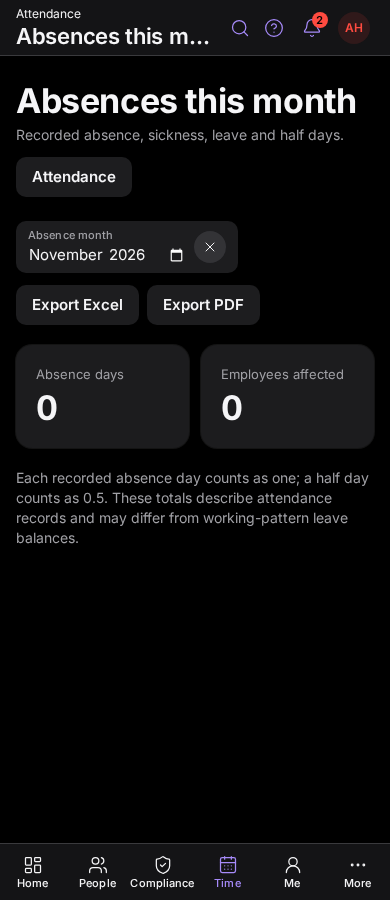 Attendance
Absences this m...
2
AH
Absences this month
Recorded absence, sickness, leave and half days.
Attendance
Absence month
November 2026
Export Excel
Export PDF
Absence days
Employees affected
0
0
Each recorded absence day counts as one; a half day
counts as 0.5. These totals describe attendance
records and may differ from working-pattern leave
balances.
Home
People
Compliance
Time
Me
More